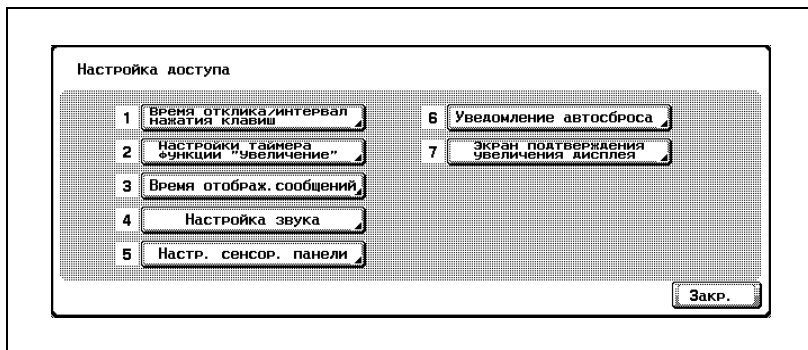 Настройка доступа
1 Время отклика/интервал
нажатия клавиш
2 Настройки таймера
функции "Увеличение"
3 Время отображ.сообщений
4 Настройка звука
5 Настр. сенсор. панели
6 Уведомление автосброса
7 Экран подтверждения
увеличения дисплея
Закр.